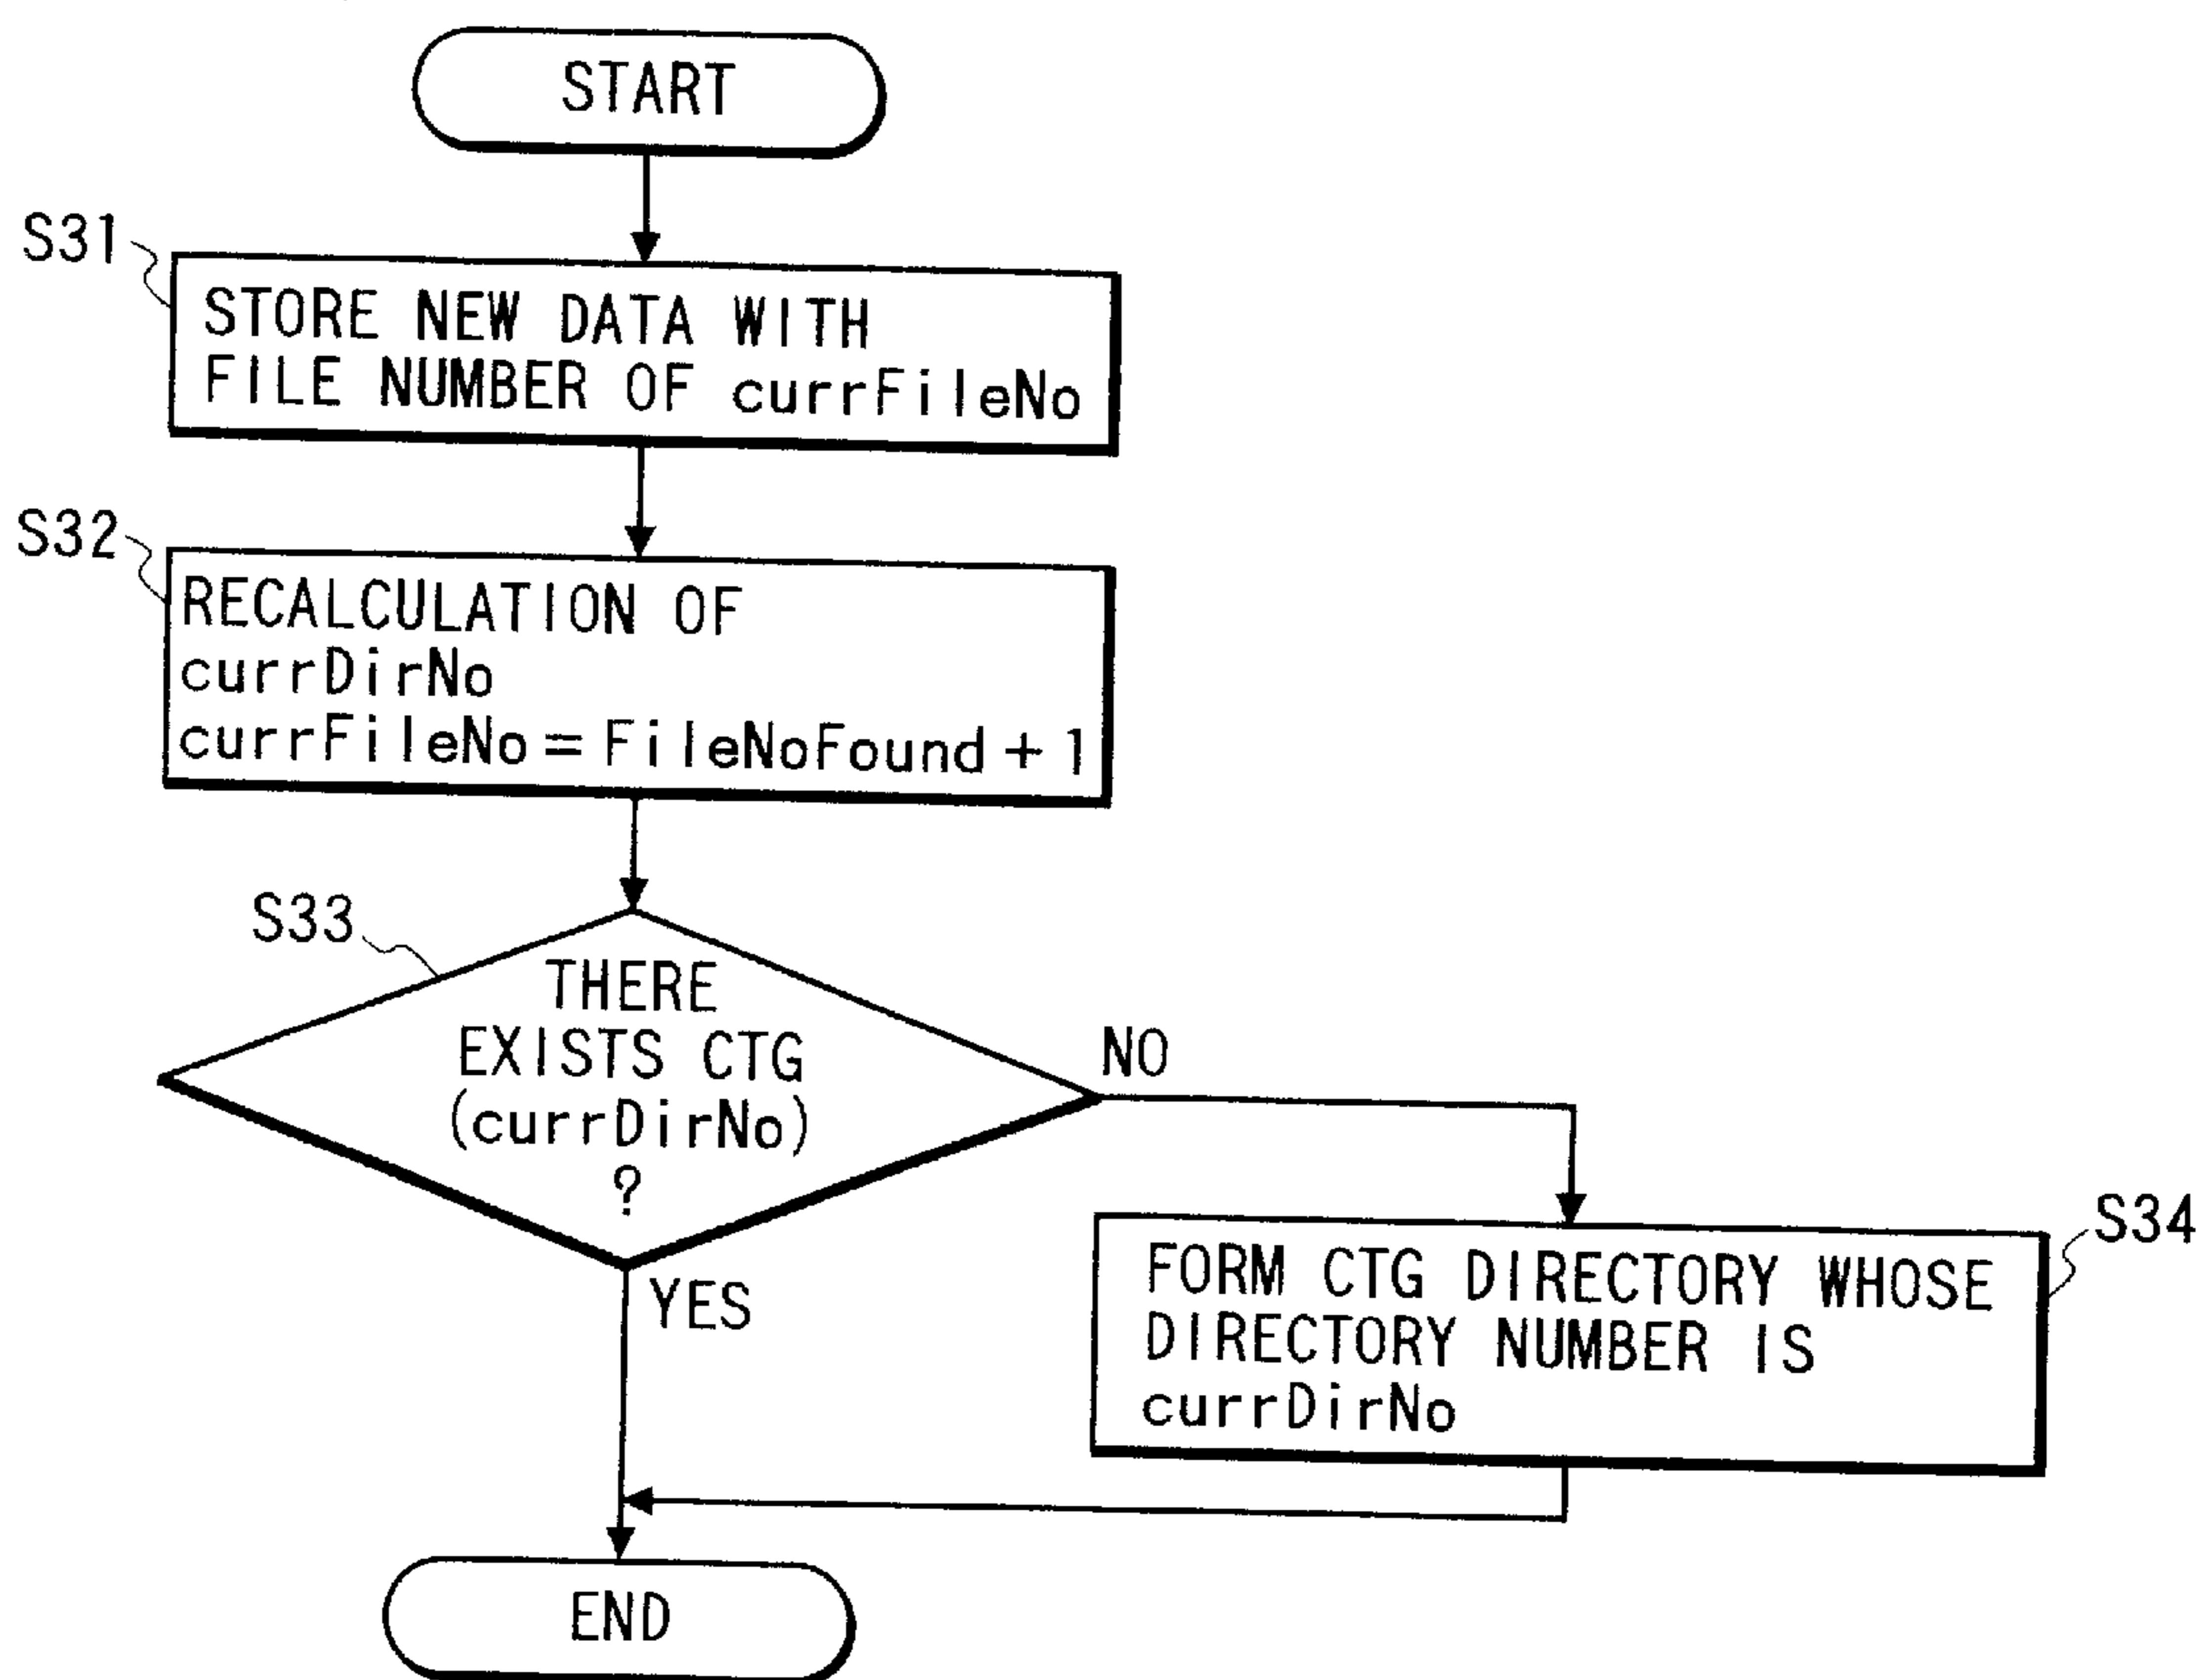 START
S31
STORE NEW DATA WITH
FILE NUMBER OF currFileNo
S32
RECALCULATION OF
currDirNo
currFileNo = FileNoFound + 1
S33
THERE
EXISTS CTG
(currDirNo)
?
NO
YES
S34
FORM CTG DIRECTORY WHOSE
DIRECTORY NUMBER IS
currDirNo
END